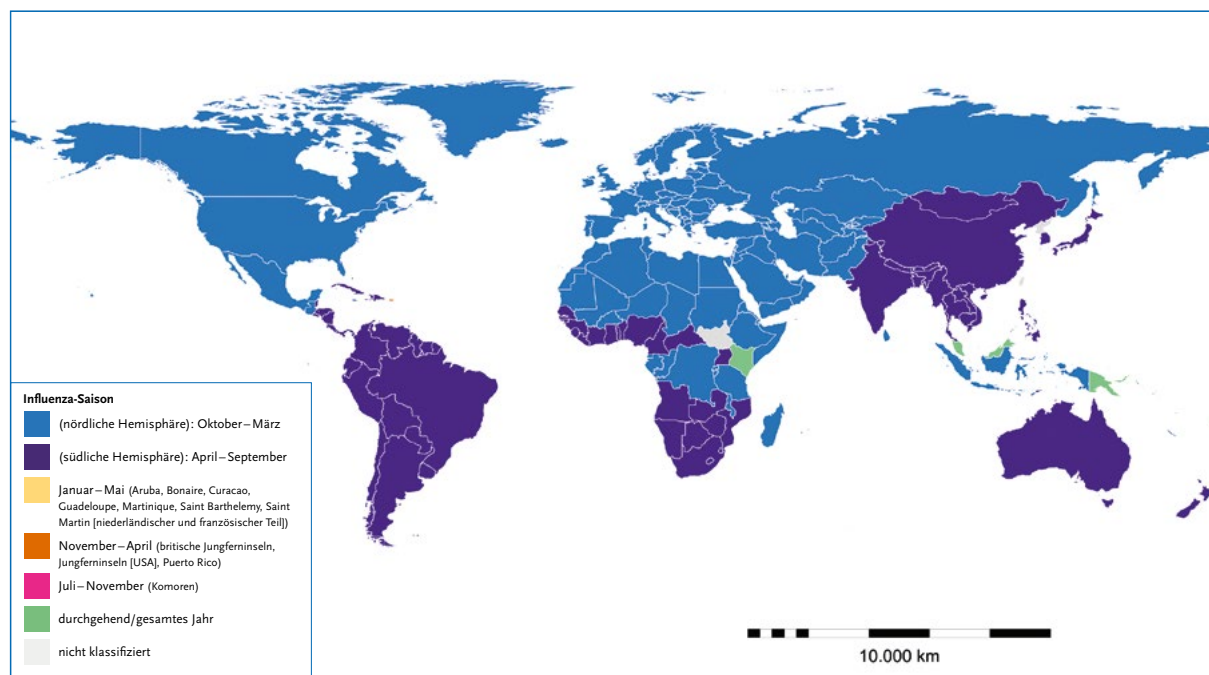 Influenza-Saison
(nördliche Hemisphäre): Oktober–März
(südliche Hemisphäre): April–September
Januar–Mai (Aruba, Bonaire, Curacao,
Guadeloupe, Martinique, Saint Barthelemy, Saint
Martin [niederländischer und französischer Teil])
November–April (britische Jungferninseln,
Jungferninseln [USA], Puerto Rico)
Juli–November (Komoren)
durchgehend/gesamtes Jahr
nicht klassifiziert
10.000 km